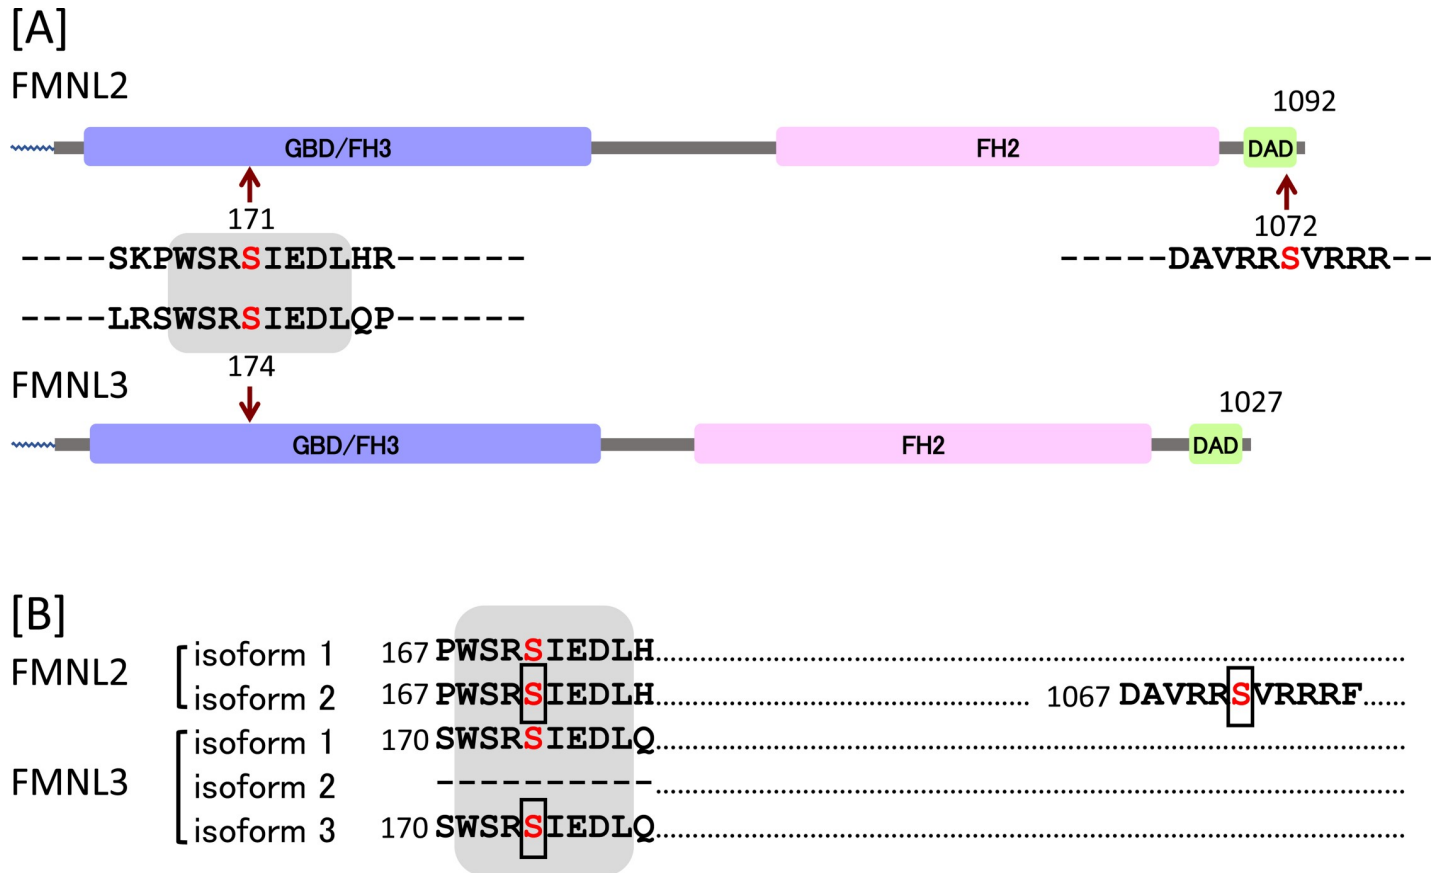 [A]
FMNL2
1092
GBD/FH3 FH2 DAD
171 1072
----SKPWSRSIEDLHR------ -----DAVRRSVRRR--
----LRSWSRSIEDLQP------
174
FMNL3
1027
GBD/FH3 FH2 DAD
[B]
FMNL2
isoform 1 167 PWSRSIEDLH
isoform 2 167 PWSRSIEDLH 1067 DAVRRSVRRRF
FMNL3
isoform 1 170 SWSRSIEDLQ
isoform 2 ----------
isoform 3 170 SWSRSIEDLQ